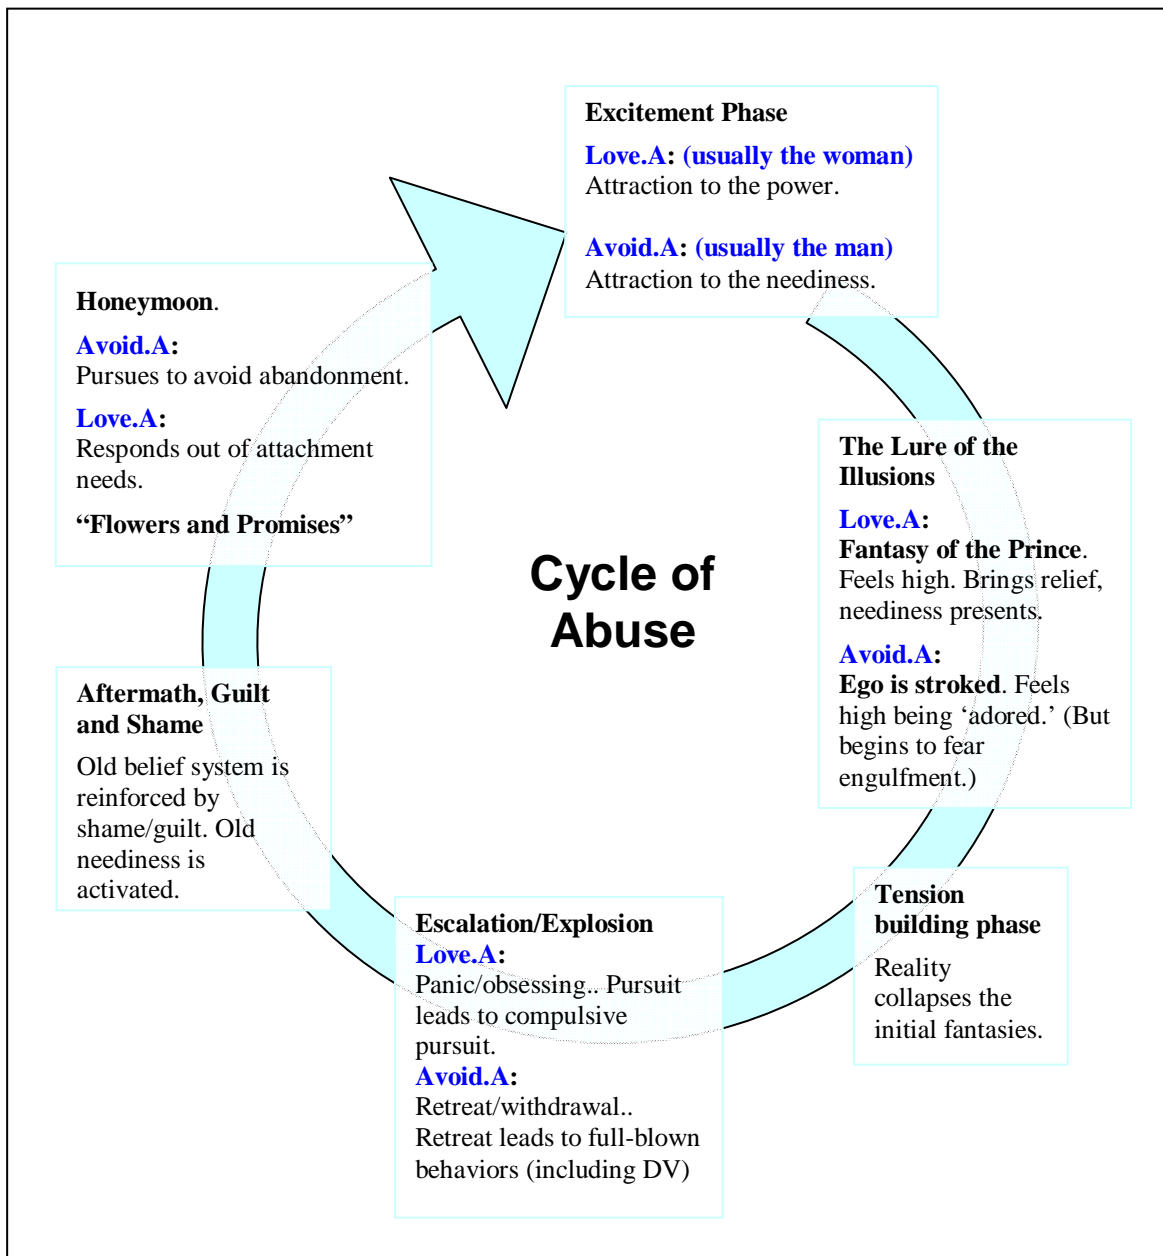 Excitement Phase
Love.A: (usually the woman)
Attraction to the power.
Avoid.A: (usually the man)
Attraction to the neediness.
The Lure of the
Illusions
Love.A:
Fantasy of the Prince.
Feels high. Brings relief,
neediness presents.
Avoid.A:
Ego is stroked. Feels
high being ‘adored.’ (But
begins to fear
engulfment.)
Tension
building phase
Reality
collapses the
initial fantasies.
Escalation/Explosion
Love.A:
Panic/obsessing.. Pursuit
leads to compulsive
pursuit.
Avoid.A:
Retreat/withdrawal..
Retreat leads to full-blown
behaviors (including DV)
Aftermath, Guilt
and Shame
Old belief system is
reinforced by
shame/guilt. Old
neediness is
activated.
Honeymoon.
Avoid.A:
Pursues to avoid abandonment.
Love.A:
Responds out of attachment
needs.
“Flowers and Promises”
Cycle of
Abuse